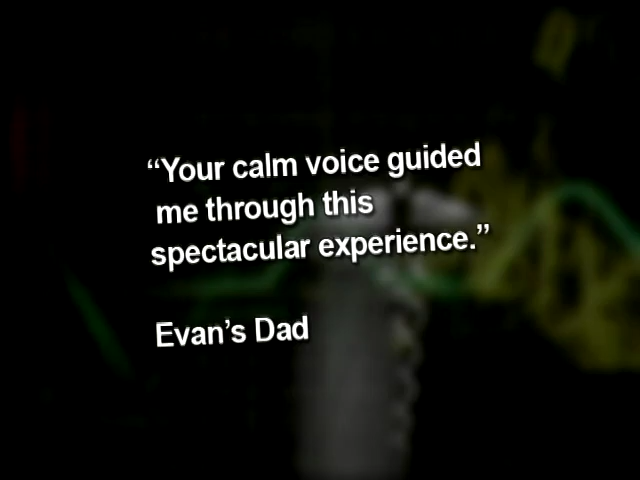 “Your calm voice guided
me through this
spectacular experience.”
Evan’s Dad